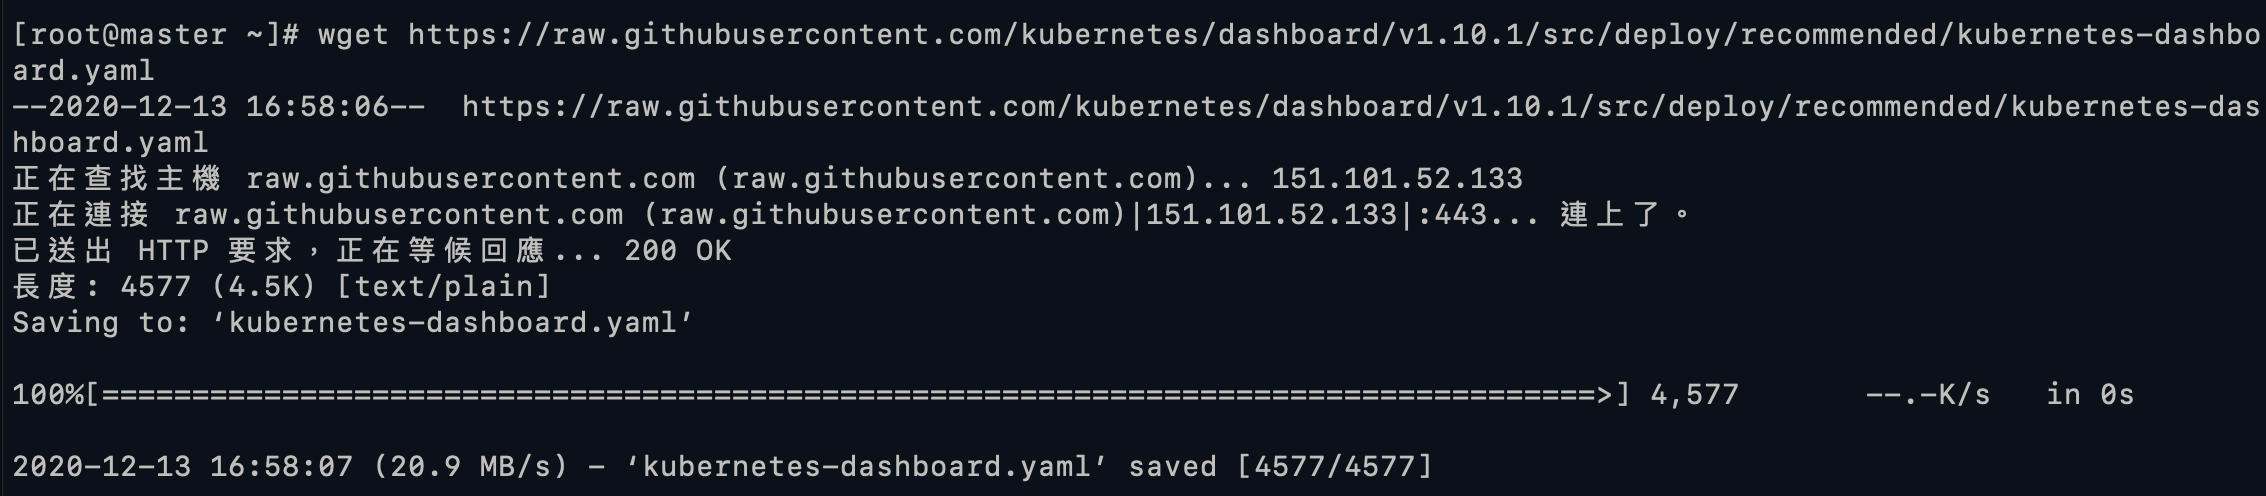 [root@master ~]# wget https://raw.githubusercontent.com/kubernetes/dashboard/v1.10.1/src/deploy/recommended/kubernetes-dashbo
ard.yaml
--2020-12-13 16:58:06--  https://raw.githubusercontent.com/kubernetes/dashboard/v1.10.1/src/deploy/recommended/kubernetes-das
hboard.yaml
正在查找主機 raw.githubusercontent.com (raw.githubusercontent.com)... 151.101.52.133
正在連接 raw.githubusercontent.com (raw.githubusercontent.com)|151.101.52.133|:443... 連上了。
已送出 HTTP 要求，正在等候回應... 200 OK
長度: 4577 (4.5K) [text/plain]
Saving to: ‘kubernetes-dashboard.yaml’
100%[===================================================================================>] 4,577       --.-K/s   in 0s
2020-12-13 16:58:07 (20.9 MB/s) - ‘kubernetes-dashboard.yaml’ saved [4577/4577]